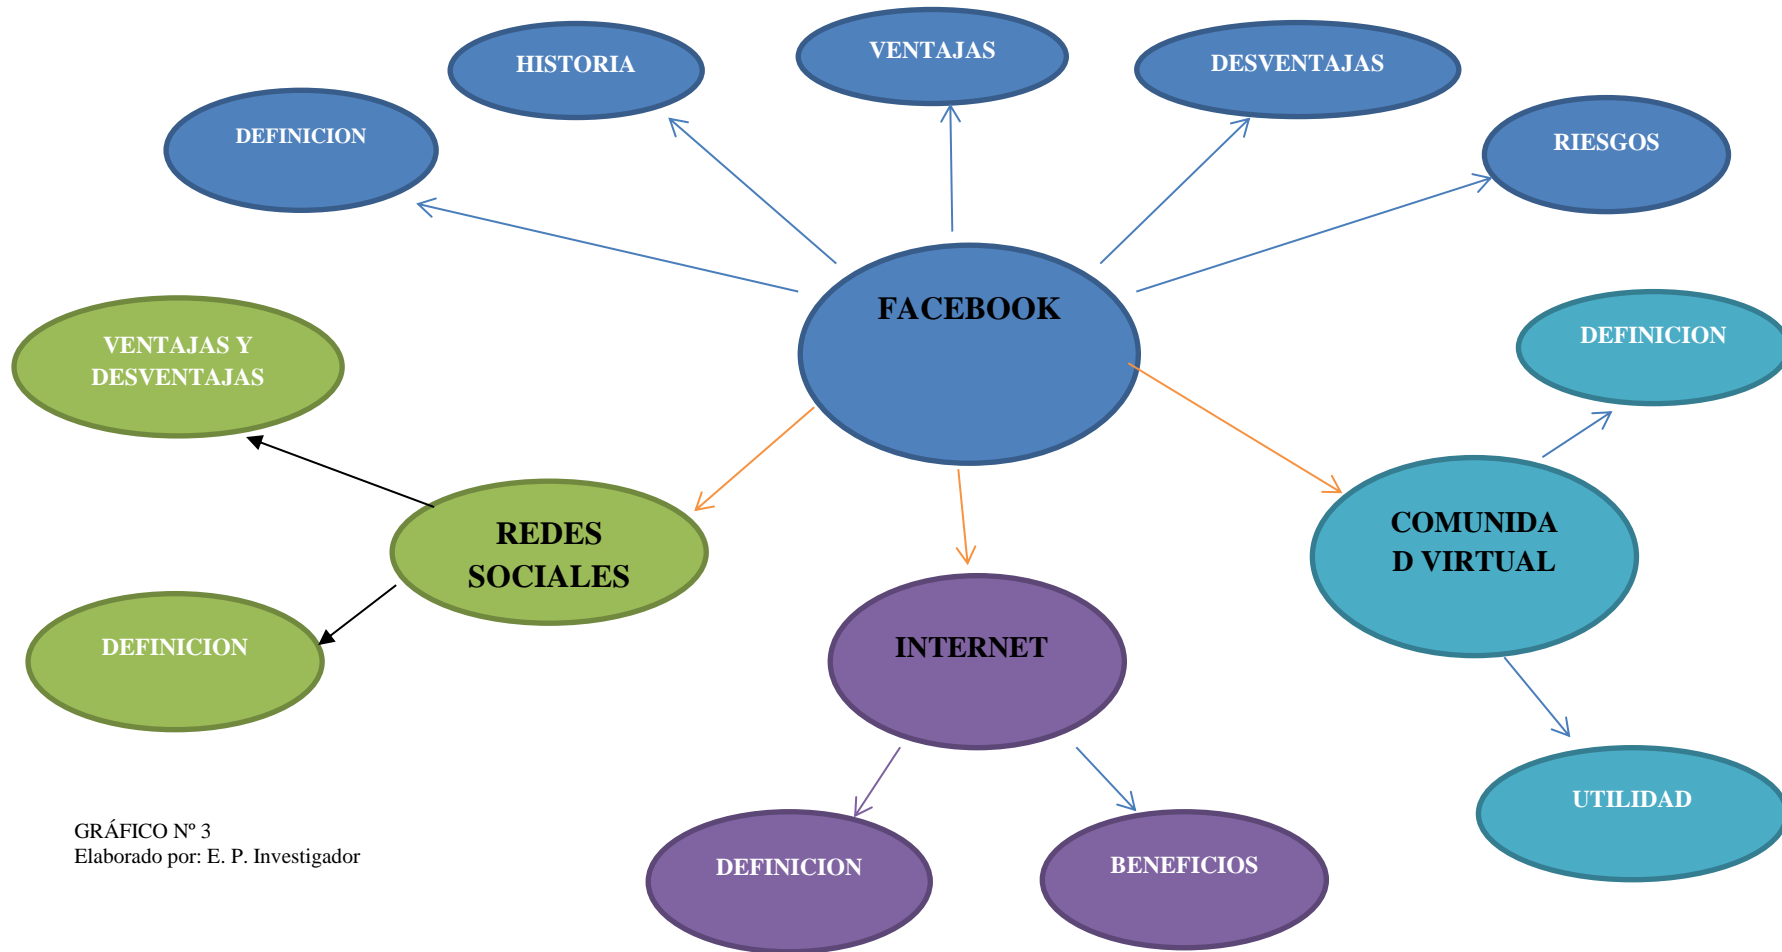 HISTORIA
VENTAJAS
DESVENTAJAS
DEFINICION
RIESGOS
FACEBOOK
VENTAJAS Y
DESVENTAJAS
DEFINICION
REDES
SOCIALES
COMUNIDA
D VIRTUAL
DEFINICION
INTERNET
UTILIDAD
DEFINICION
BENEFICIOS
GRÁFICO Nº 3
Elaborado por: E. P. Investigador